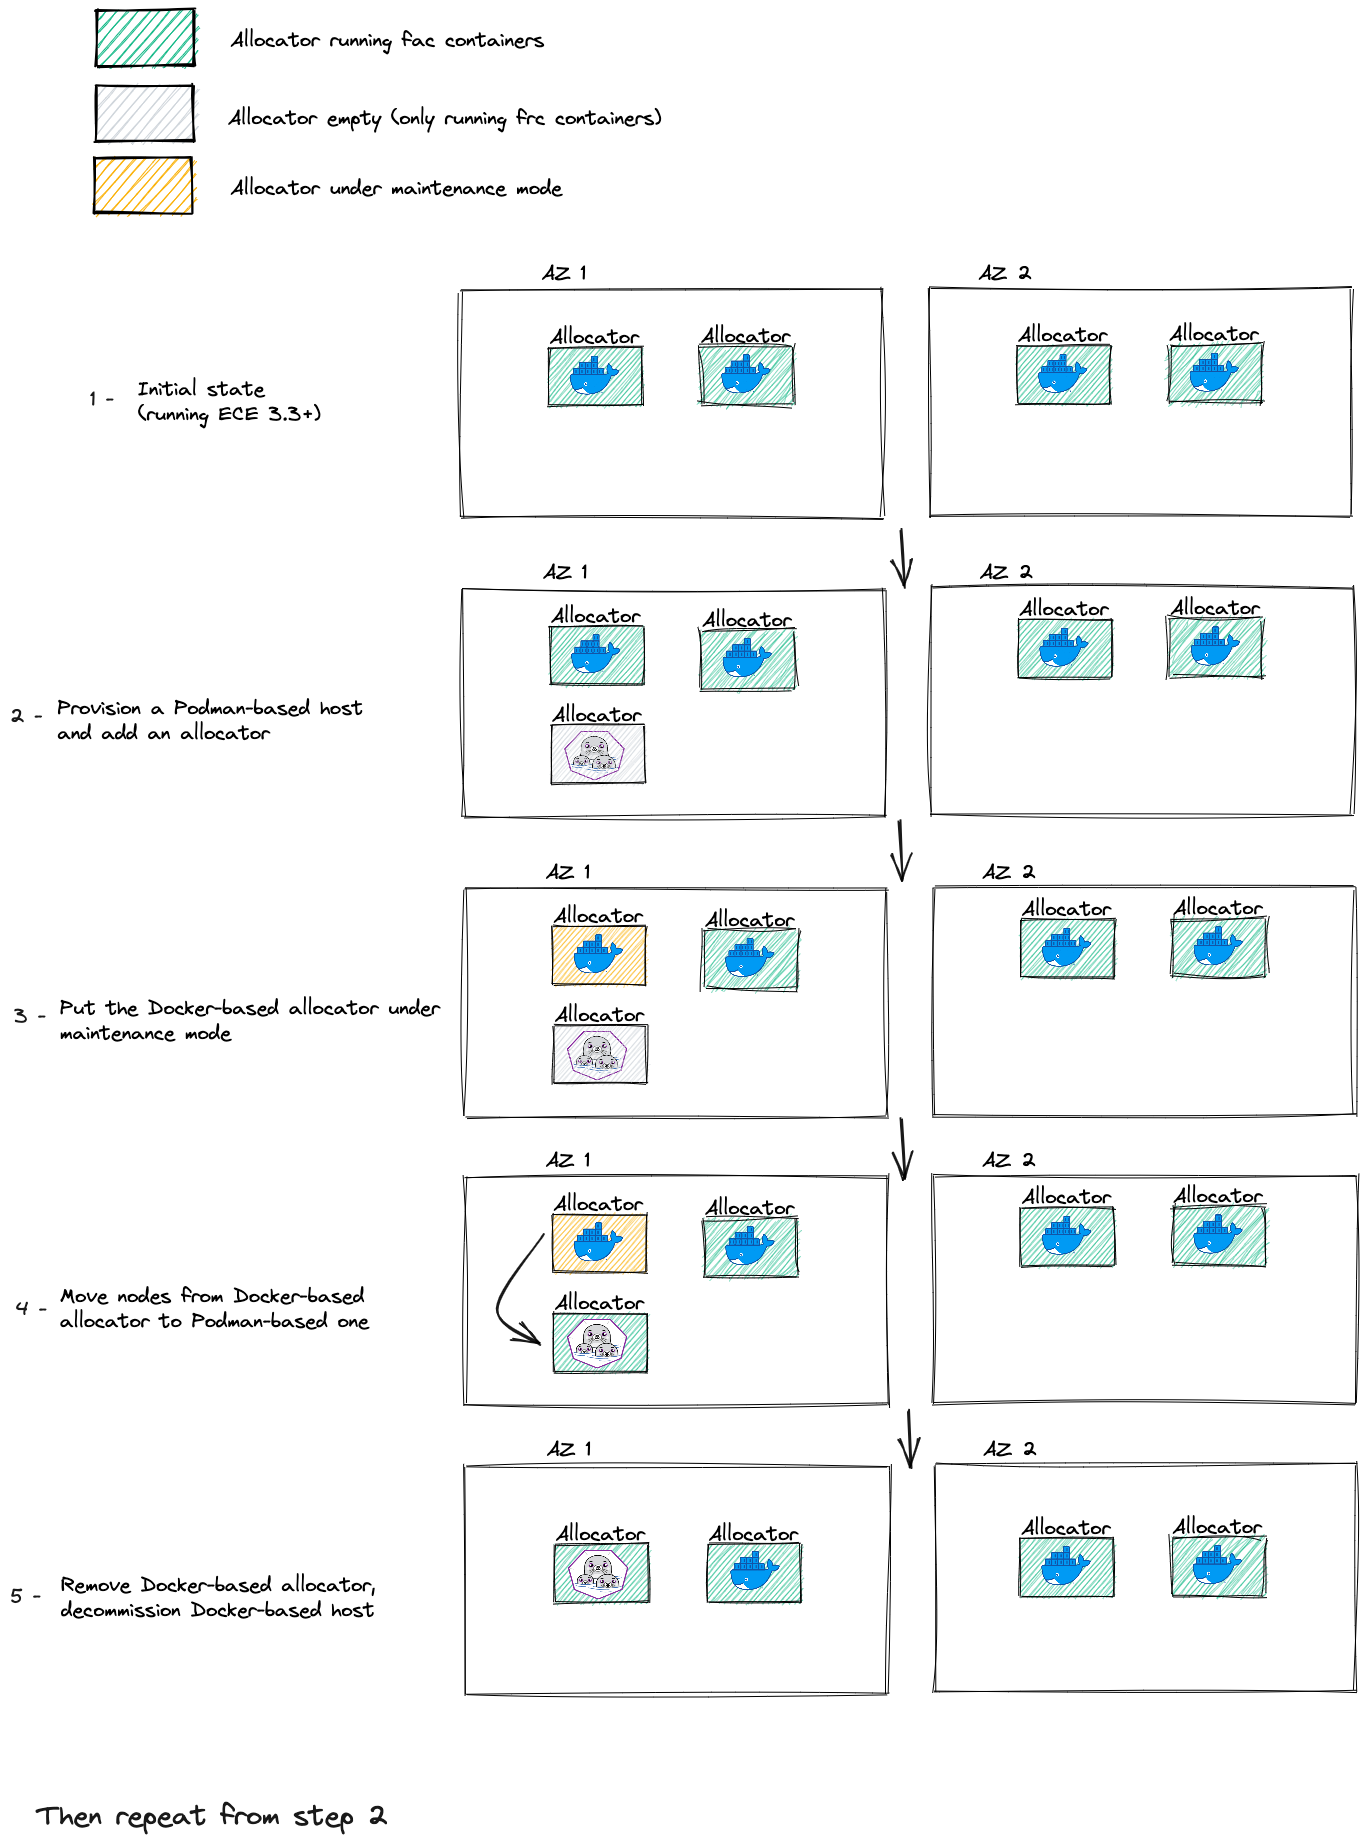 Allocator running fac containers
Allocator empty (only running frc containers)
Allocator under maintenance mode
AZ 1
AZ 2
Allocator
Allocator
Allocator
Allocator
1 -
Initial state
(running ECE 3.3+)
AZ 1
AZ 2
Allocator
Allocator
Allocator
Allocator
Allocator
2 -
Provision a Podman-based host
and add an allocator
AZ 1
AZ 2
Allocator
Allocator
Allocator
Allocator
Allocator
3 -
Put the Docker-based allocator under
maintenance mode
AZ 1
AZ 2
Allocator
Allocator
Allocator
Allocator
Allocator
4 -
Move nodes from Docker-based
allocator to Podman-based one
AZ 1
AZ 2
Allocator
Allocator
Allocator
Allocator
5 -
Remove Docker-based allocator,
decommission Docker-based host
Then repeat from step 2